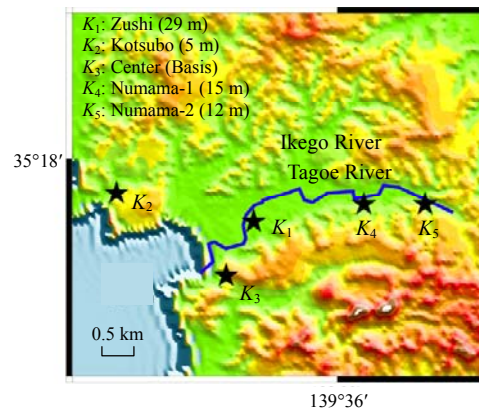 K₁: Zushi (29 m)
K₂: Kotsubo (5 m)
K₃: Center (Basis)
K₄: Numama-1 (15 m)
K₅: Numama-2 (12 m)
Ikego River
35°18'
Tagoe River
K₂
K₁
K₄
K₅
K₃
0.5 km
139°36'